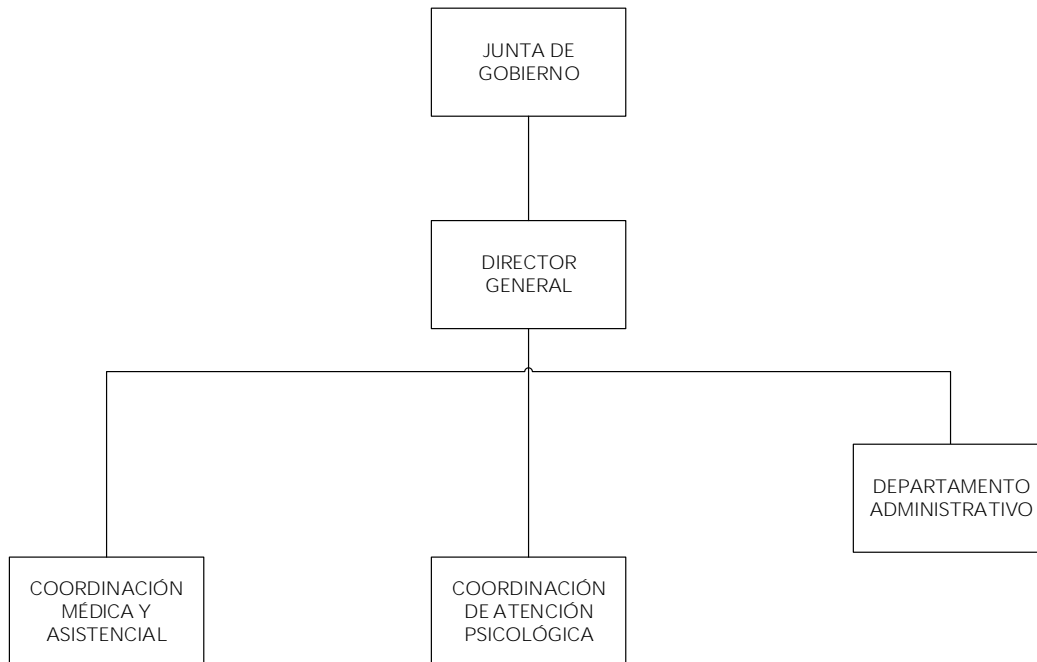 JUNTA DE
GOBIERNO
DIRECTOR
GENERAL
DEPARTAMENTO
ADMINISTRATIVO
COORDINACIÓN
MÉDICA Y
ASISTENCIAL
COORDINACIÓN
DE ATENCIÓN
PSICOLÓGICA